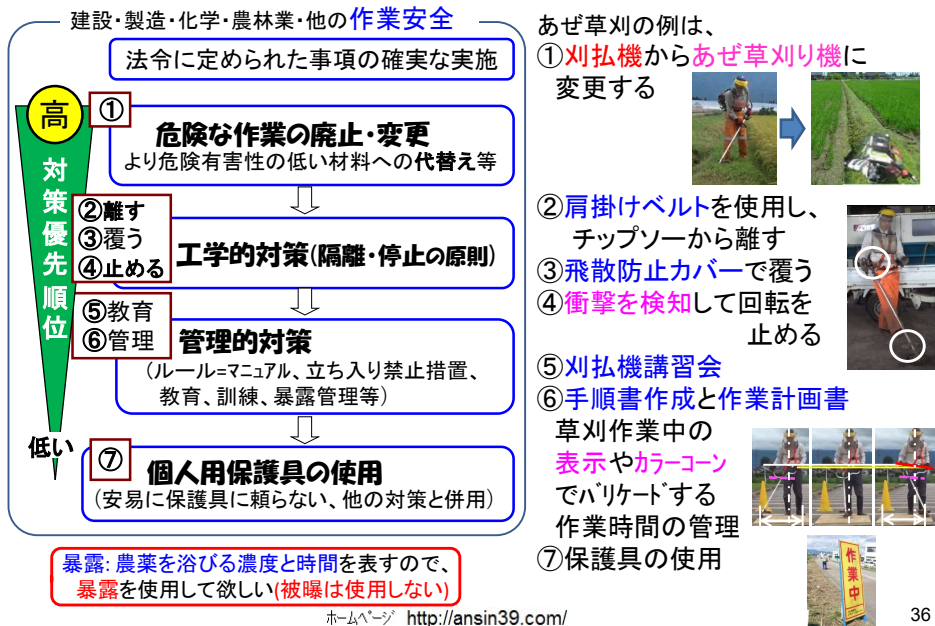 建設・製造・化学・農林業・他の作業安全
法令に定められた事項の確実な実施
高
対策優先順位
低い
①
危険な作業の廃止・変更
より危険有害性の低い材料への代替え等
②離す
③覆う
④止める
工学的対策(隔離・停止の原則)
⑤教育
⑥管理
管理的対策
(ルール=マニュアル、立ち入り禁止措置、
教育、訓練、暴露管理等)
⑦
個人用保護具の使用
(安易に保護具に頼らない、他の対策と併用)
暴露:農薬を浴びる濃度と時間を表すので、
暴露を使用して欲しい(被曝は使用しない)
あぜ草刈の例は、
①刈払機からあぜ草刈り機に
変更する
②肩掛けベルトを使用し、
チップソーから離す
③飛散防止カバーで覆う
④衝撃を検知して回転を
止める
⑤刈払機講習会
⑥手順書作成と作業計画書
草刈作業中の
表示やｶﾗｰｺｰﾝ
でﾊﾞﾘｹｰﾄﾞする
作業時間の管理
⑦保護具の使用
作業中
ﾎｰﾑﾍﾟｰｼﾞ http://ansin39.com/
36